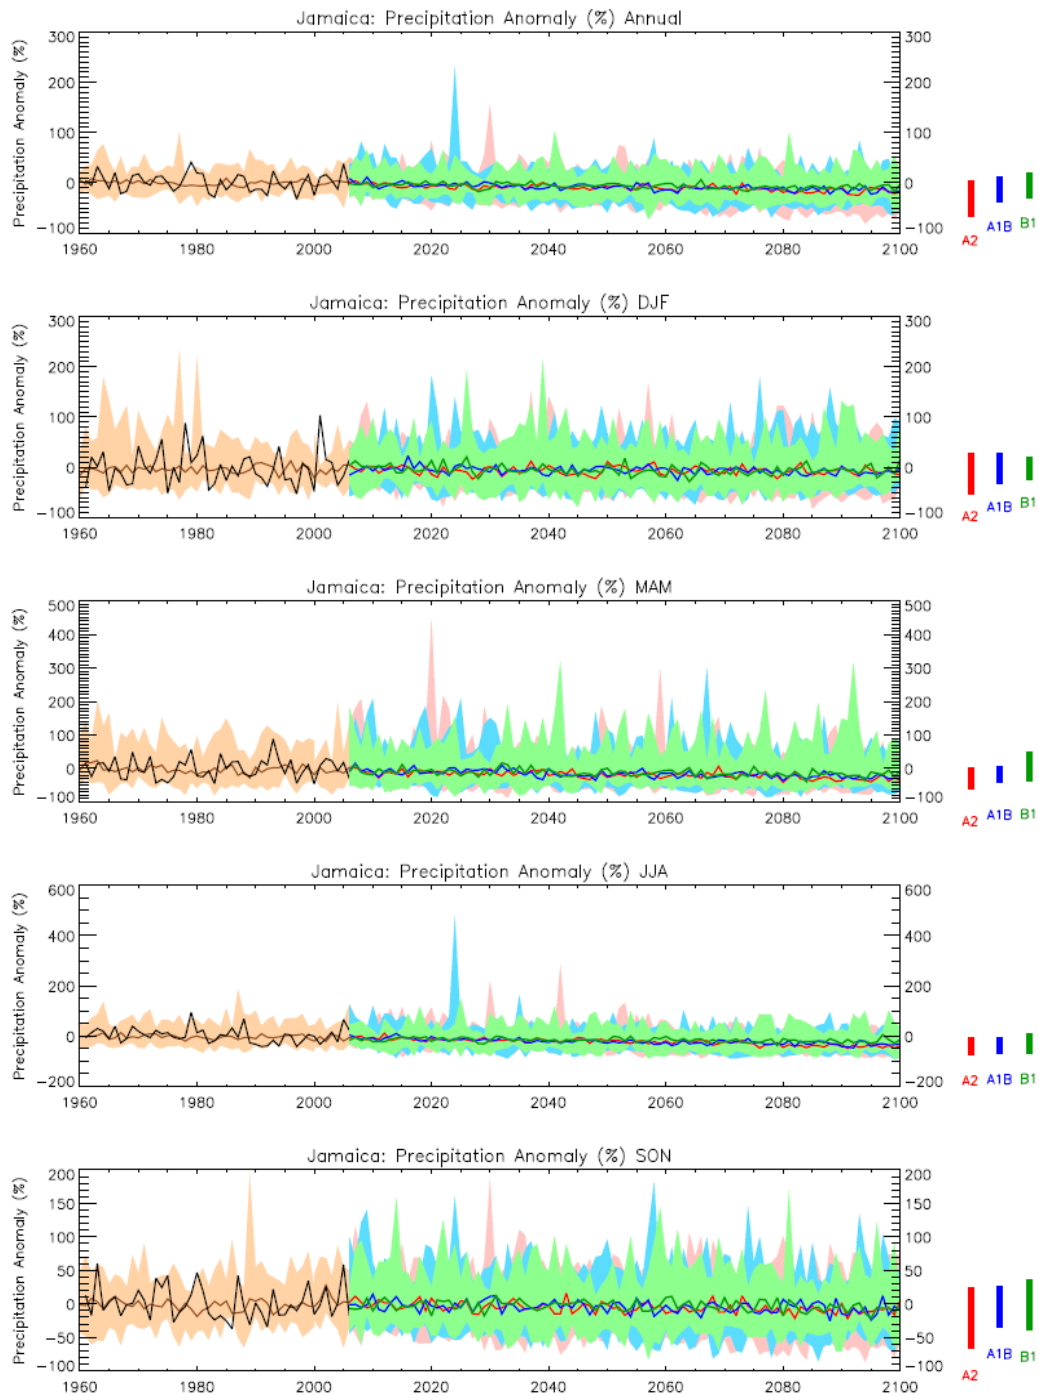 Jamaica: Precipitation Anomaly (%) Annual
Precipitation Anomaly (%)
300 300
200 200
100 100
0 0
−100 −100
1960 1980 2000 2020 2040 2060 2080 2100
A2 A1B B1
Jamaica: Precipitation Anomaly (%) DJF
Precipitation Anomaly (%)
300 300
200 200
100 100
0 0
−100 −100
1960 1980 2000 2020 2040 2060 2080 2100
A2 A1B B1
Jamaica: Precipitation Anomaly (%) MAM
Precipitation Anomaly (%)
500 500
400 400
300 300
200 200
100 100
0 0
−100 −100
1960 1980 2000 2020 2040 2060 2080 2100
A2 A1B B1
Jamaica: Precipitation Anomaly (%) JJA
Precipitation Anomaly (%)
600 600
400 400
200 200
0 0
−200 −200
1960 1980 2000 2020 2040 2060 2080 2100
A2 A1B B1
Jamaica: Precipitation Anomaly (%) SON
Precipitation Anomaly (%)
200 200
150 150
100 100
50 50
0 0
−50 −50
−100 −100
1960 1980 2000 2020 2040 2060 2080 2100
A2 A1B B1